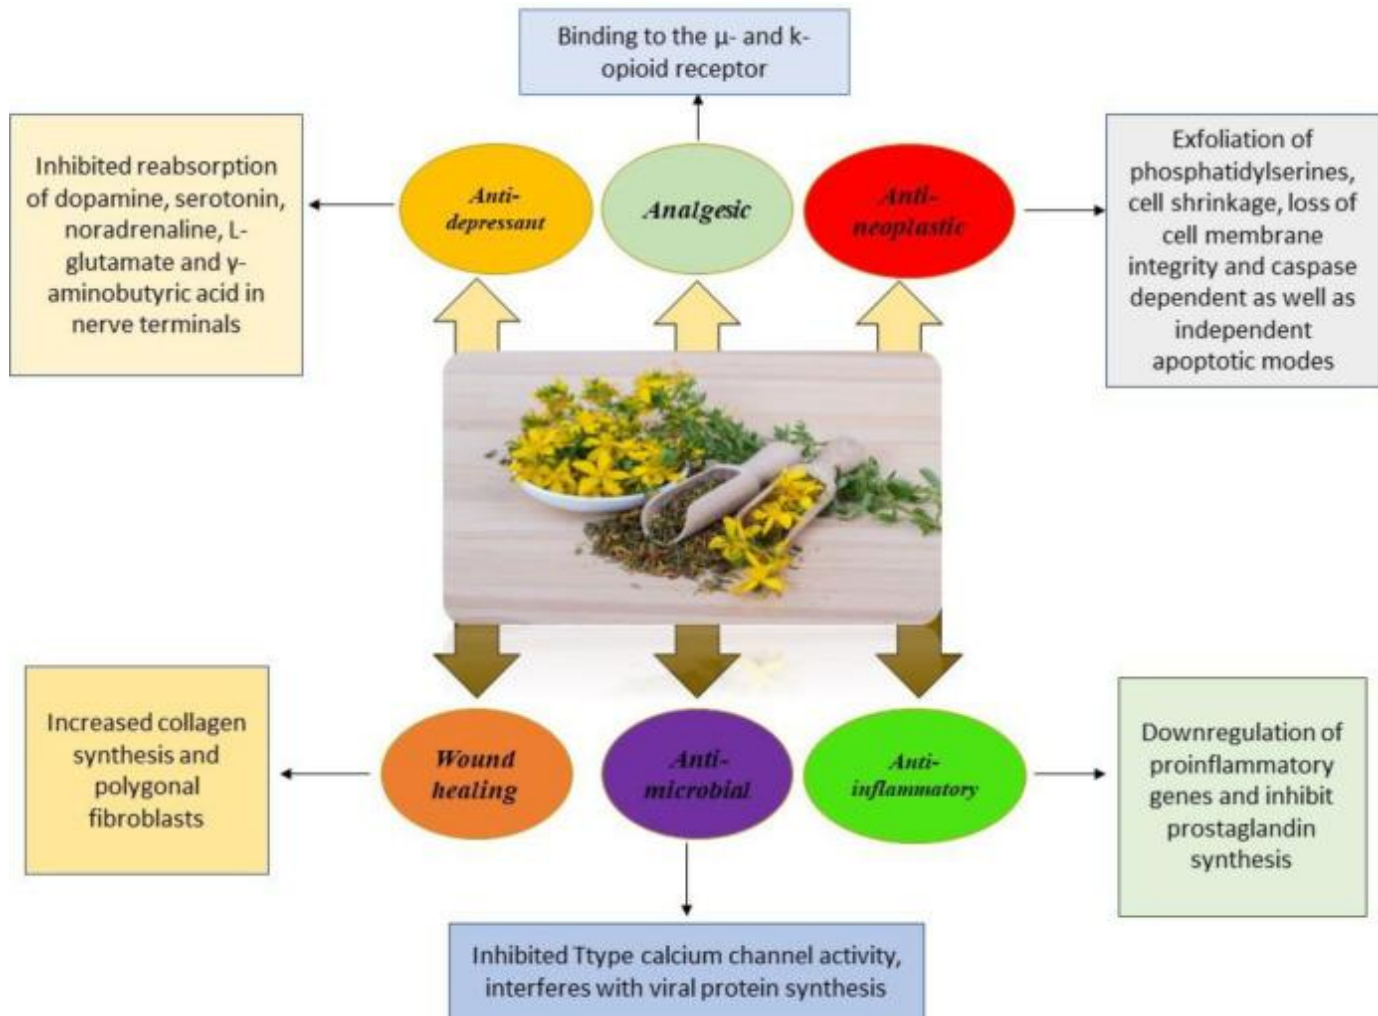 Binding to the µ- and k-
opioid receptor
Inhibited reabsorption
of dopamine, serotonin,
noradrenaline, L-
glutamate and γ-
aminobutyric acid in
nerve terminals
Anti-
depressant
Analgesic
Anti-
neoplastic
Exfoliation of
phosphatidylserines,
cell shrinkage, loss of
cell membrane
integrity and caspase
dependent as well as
independent
apoptotic modes
Increased collagen
synthesis and
polygonal
fibroblasts
Wound
healing
Anti-
microbial
Anti-
inflammatory
Downregulation of
proinflammatory
genes and inhibit
prostaglandin
synthesis
Inhibited Ttype calcium channel activity,
interferes with viral protein synthesis